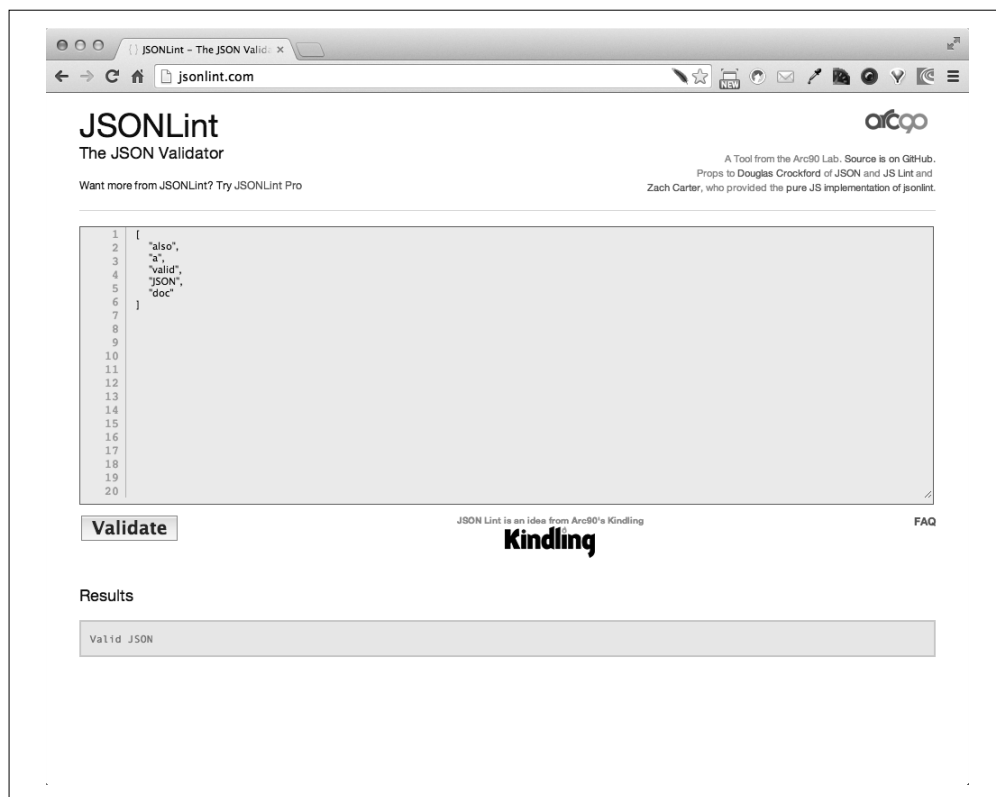 {} JSONLint – The JSON Valid
jsonlint.com
NEW
JSONLint
The JSON Validator
Want more from JSONLint? Try JSONLint Pro
arc90
A Tool from the Arc90 Lab. Source is on GitHub.
Props to Douglas Crockford of JSON and JS Lint and
Zach Carter, who provided the pure JS implementation of jsonlint.
1 [
2 "also",
3 "a",
4 "valid",
5 "JSON",
6 "doc"
7 ]
8
9
10
11
12
13
14
15
16
17
18
19
20
Validate
JSON Lint is an idea from Arc90's Kindling
Kindling
FAQ
Results
Valid JSON